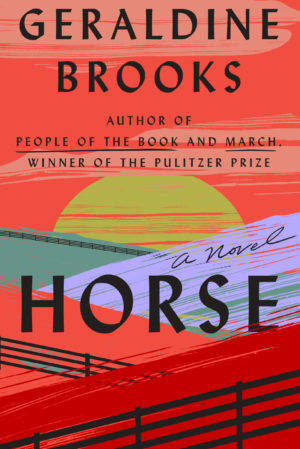 GERALDINE
BROOKS
AUTHOR OF
PEOPLE OF THE BOOK AND MARCH,
WINNER OF THE PULITZER PRIZE
a Novel
HORSE